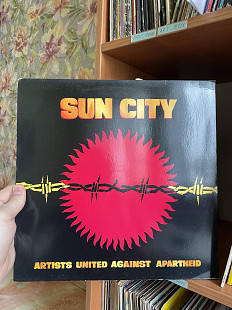 SUN CITY
ARTISTS UNITED AGAINST APARTHEID